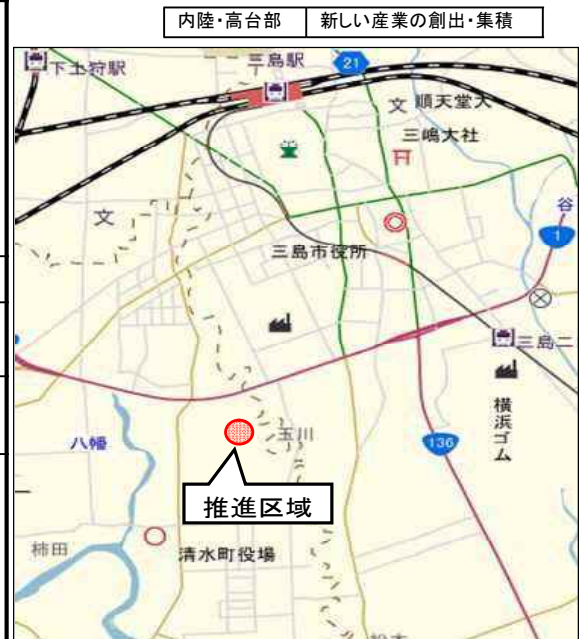 内陸・高台部 新しい産業の創出・集積
下土狩駅
三島駅
21
文 順天堂大
三嶋大社
文
谷
1
三島市役所
三島二
横浜ゴム
八幡
玉川
136
推進区域
柿田
清水町役場